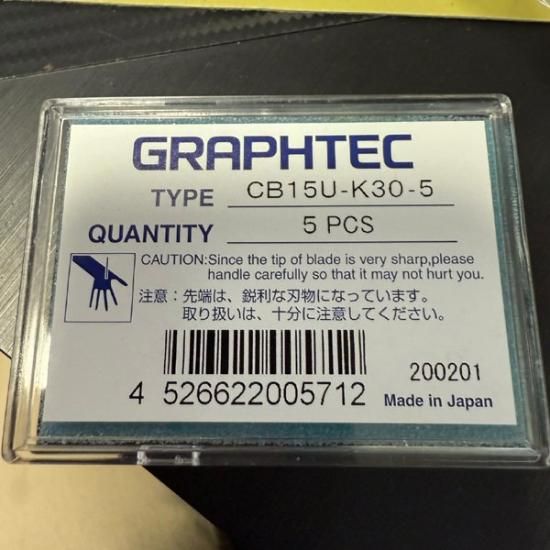 GRAPHTEC
TYPE CB15U-K30-5
QUANTITY 5 PCS
CAUTION:Since the tip of blade is very sharp,please
handle carefully so that it may not hurt you.
注意：先端は、鋭利な刃物になっています。
取り扱いは、十分に注意してください。
4 526622005712
200201
Made in Japan